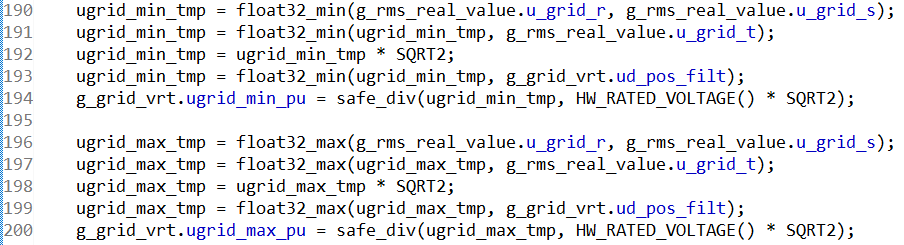 190 ugrid_min_tmp = float32_min(g_rms_real_value.u_grid_r, g_rms_real_value.u_grid_s);
191 ugrid_min_tmp = float32_min(ugrid_min_tmp, g_rms_real_value.u_grid_t);
192 ugrid_min_tmp = ugrid_min_tmp * SQRT2;
193 ugrid_min_tmp = float32_min(ugrid_min_tmp, g_grid_vrt.ud_pos_filt);
194 g_grid_vrt.ugrid_min_pu = safe_div(ugrid_min_tmp, HW_RATED_VOLTAGE() * SQRT2);
195
196 ugrid_max_tmp = float32_max(g_rms_real_value.u_grid_r, g_rms_real_value.u_grid_s);
197 ugrid_max_tmp = float32_max(ugrid_max_tmp, g_rms_real_value.u_grid_t);
198 ugrid_max_tmp = ugrid_max_tmp * SQRT2;
199 ugrid_max_tmp = float32_max(ugrid_max_tmp, g_grid_vrt.ud_pos_filt);
200 g_grid_vrt.ugrid_max_pu = safe_div(ugrid_max_tmp, HW_RATED_VOLTAGE() * SQRT2);